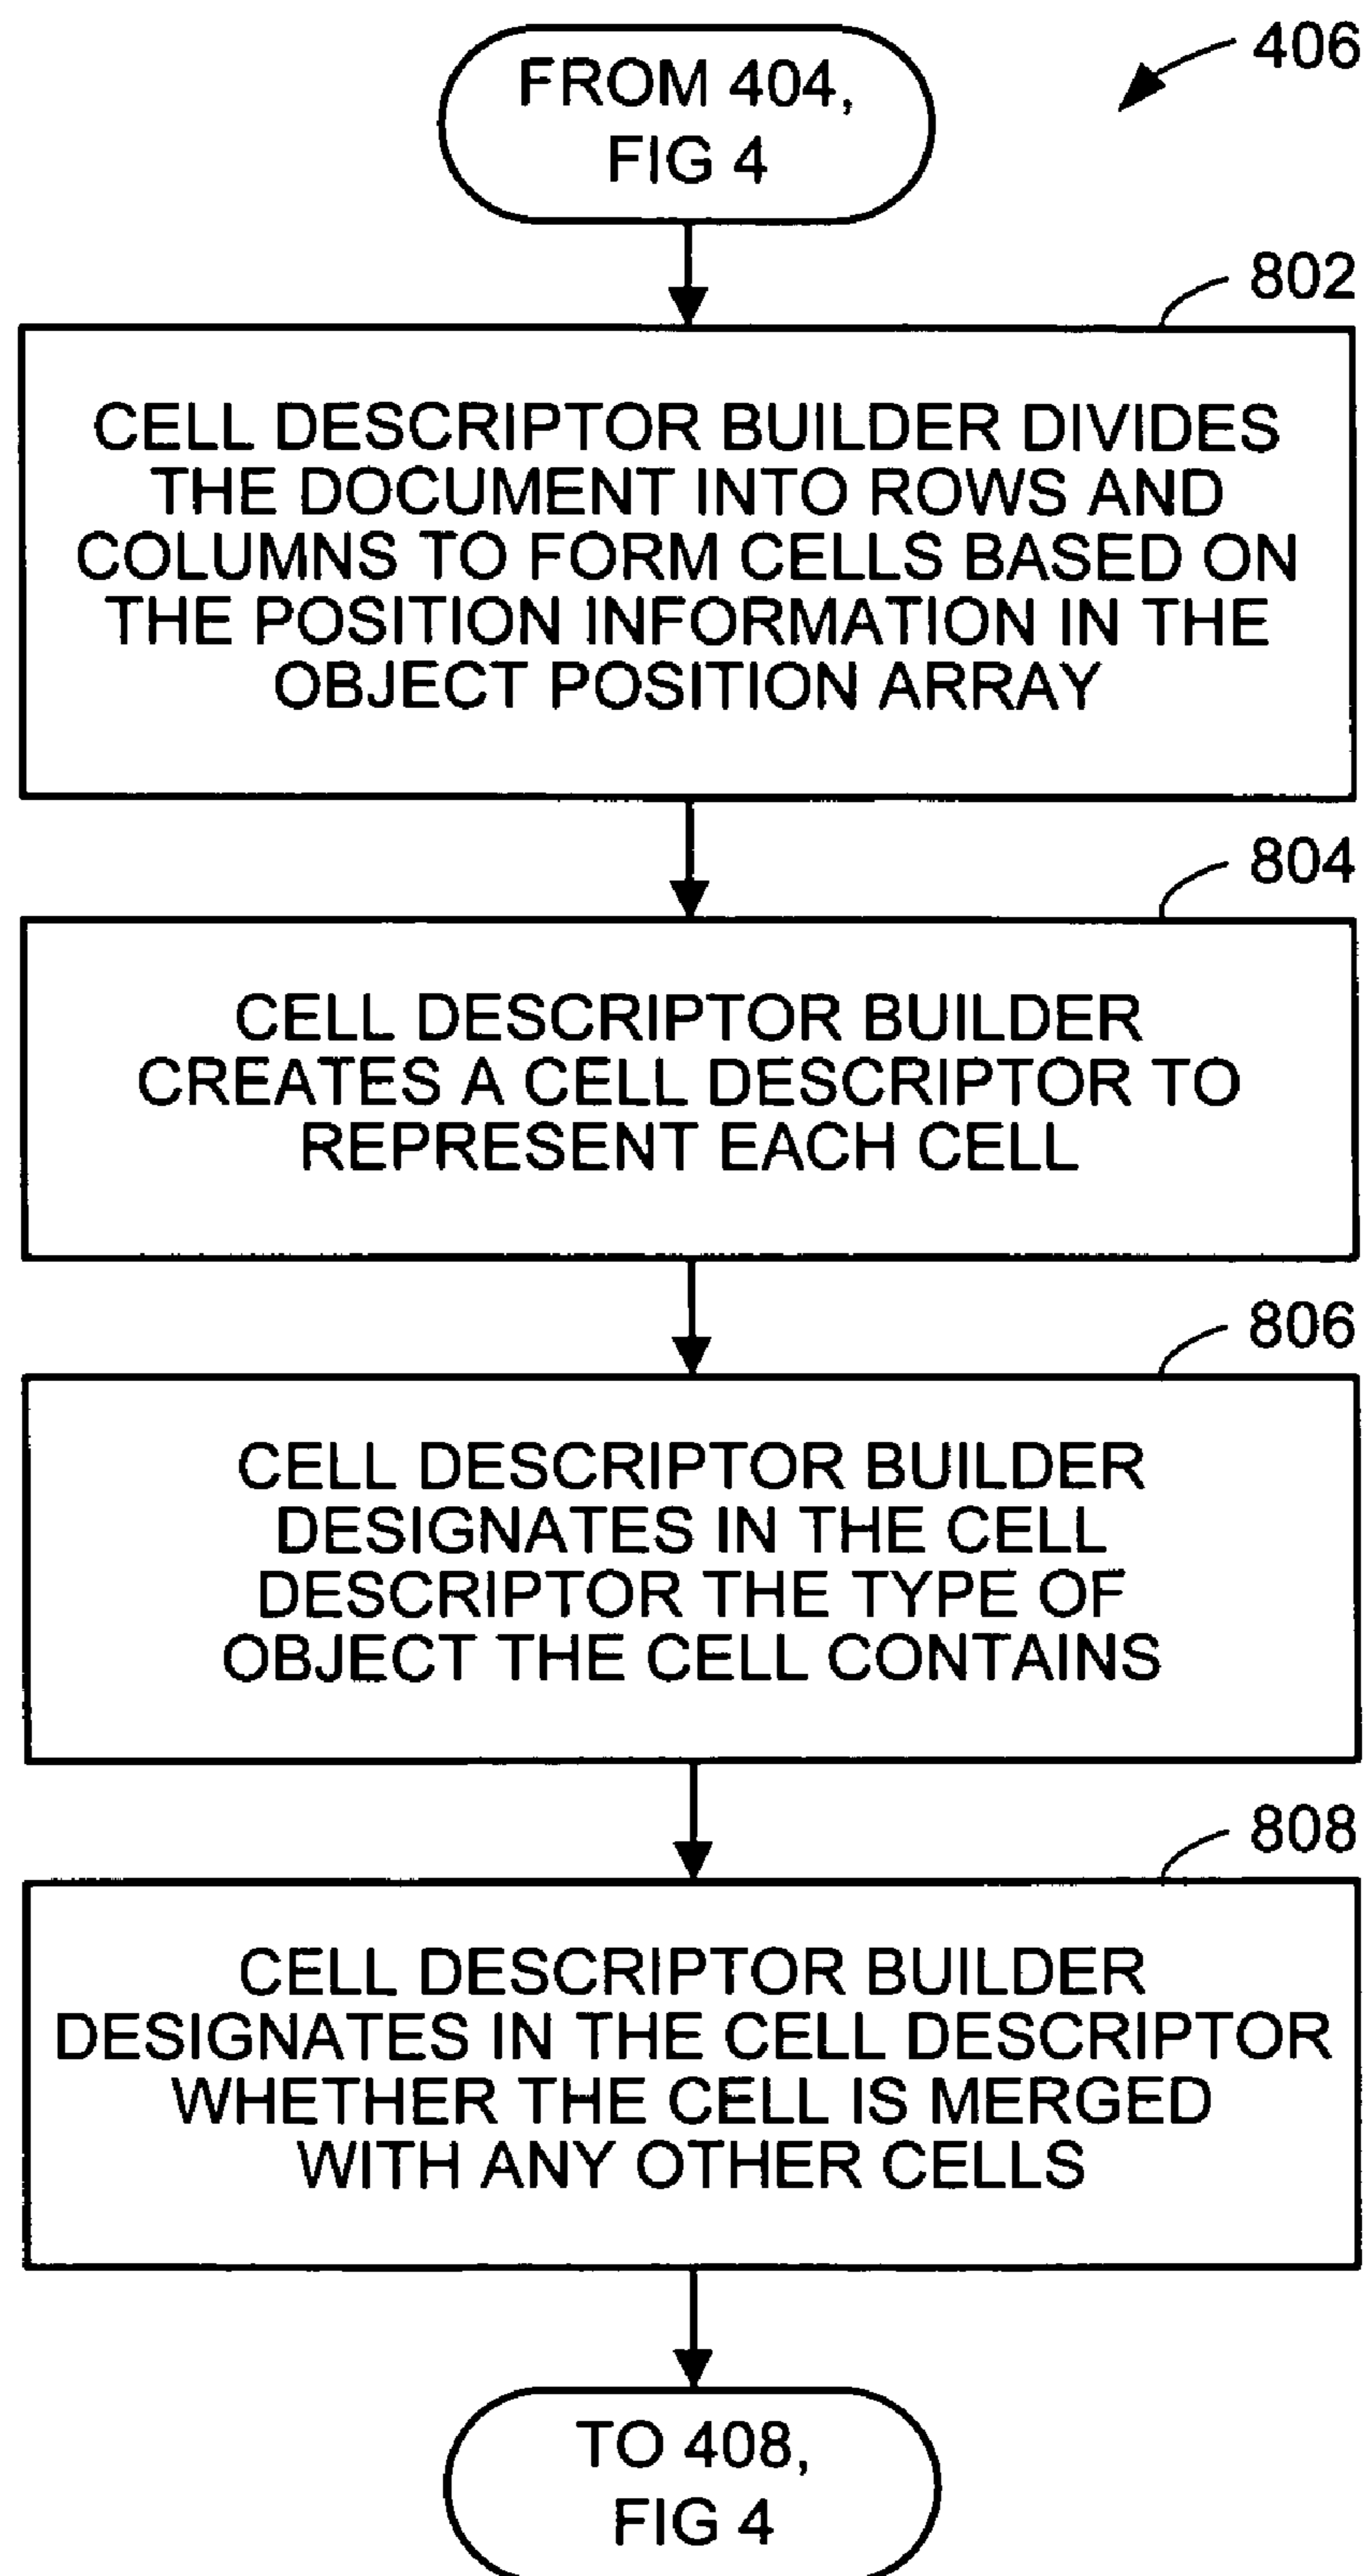 FROM 404,
FIG 4
406
802
CELL DESCRIPTOR BUILDER DIVIDES
THE DOCUMENT INTO ROWS AND
COLUMNS TO FORM CELLS BASED ON
THE POSITION INFORMATION IN THE
OBJECT POSITION ARRAY
804
CELL DESCRIPTOR BUILDER
CREATES A CELL DESCRIPTOR TO
REPRESENT EACH CELL
806
CELL DESCRIPTOR BUILDER
DESIGNATES IN THE CELL
DESCRIPTOR THE TYPE OF
OBJECT THE CELL CONTAINS
808
CELL DESCRIPTOR BUILDER
DESIGNATES IN THE CELL DESCRIPTOR
WHETHER THE CELL IS MERGED
WITH ANY OTHER CELLS
TO 408,
FIG 4